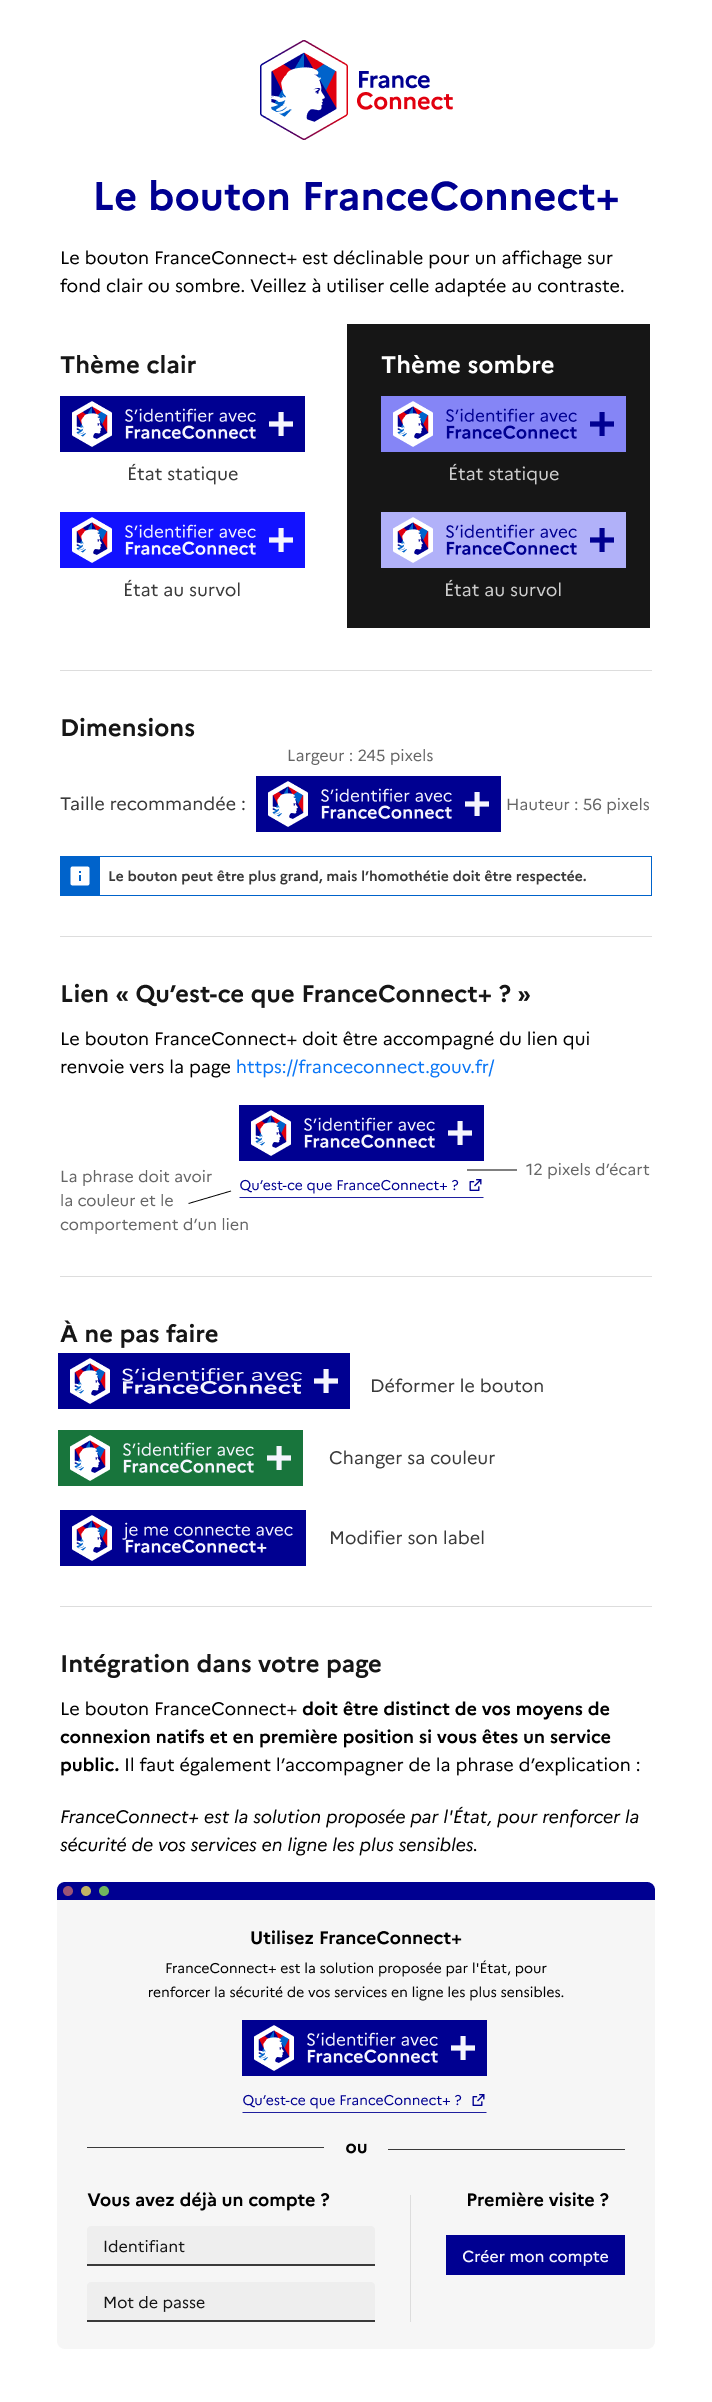 France
Connect
Le bouton FranceConnect+
Le bouton FranceConnect+ est déclinable pour un affichage sur
fond clair ou sombre. Veillez à utiliser celle adaptée au contraste.
Thème clair
S’identifier avec
FranceConnect
État statique
S’identifier avec
FranceConnect
État au survol
Thème sombre
S’identifier avec
FranceConnect
État statique
S’identifier avec
FranceConnect
État au survol
Dimensions
Largeur : 245 pixels
Taille recommandée :
S’identifier avec
FranceConnect
Hauteur : 56 pixels
Le bouton peut être plus grand, mais l’homothétie doit être respectée.
Lien « Qu’est-ce que FranceConnect+ ? »
Le bouton FranceConnect+ doit être accompagné du lien qui
renvoie vers la page https://franceconnect.gouv.fr/
S’identifier avec
FranceConnect
12 pixels d’écart
Qu’est-ce que FranceConnect+ ?
La phrase doit avoir
la couleur et le
comportement d’un lien
À ne pas faire
S’identifier avec
FranceConnect
Déformer le bouton
S’identifier avec
FranceConnect
Changer sa couleur
je me connecte avec
FranceConnect+
Modifier son label
Intégration dans votre page
Le bouton FranceConnect+ doit être distinct de vos moyens de
connexion natifs et en première position si vous êtes un service
public. Il faut également l’accompagner de la phrase d’explication :
FranceConnect+ est la solution proposée par l'État, pour renforcer la
sécurité de vos services en ligne les plus sensibles.
Utilisez FranceConnect+
FranceConnect+ est la solution proposée par l'État, pour
renforcer la sécurité de vos services en ligne les plus sensibles.
S’identifier avec
FranceConnect
Qu’est-ce que FranceConnect+ ?
ou
Vous avez déjà un compte ?
Identifiant
Mot de passe
Première visite ?
Créer mon compte